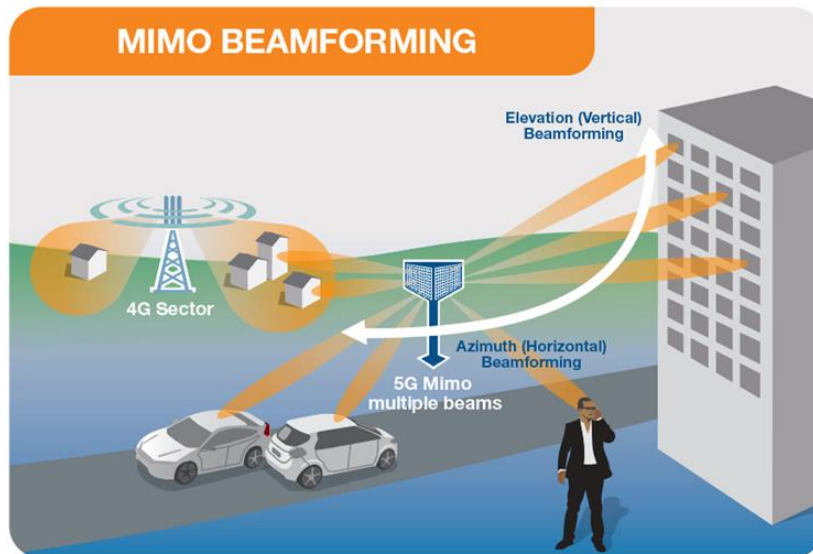 MIMO BEAMFORMING
Elevation (Vertical)
Beamforming
4G Sector
Azimuth (Horizontal)
Beamforming
5G Mimo
multiple beams